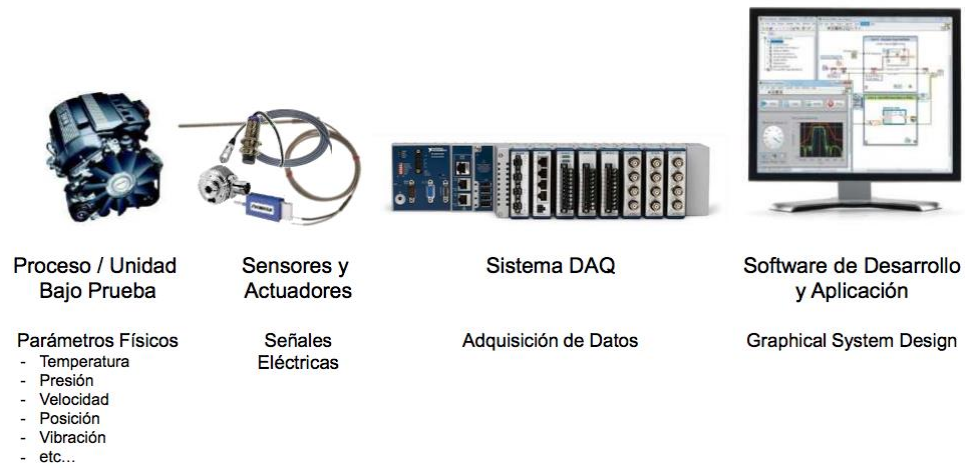 Proceso / Unidad
Bajo Prueba
Sensores y
Actuadores
Sistema DAQ
Software de Desarrollo
y Aplicación
Parámetros Físicos
- Temperatura
- Presión
- Velocidad
- Posición
- Vibración
- etc...
Señales
Eléctricas
Adquisición de Datos
Graphical System Design